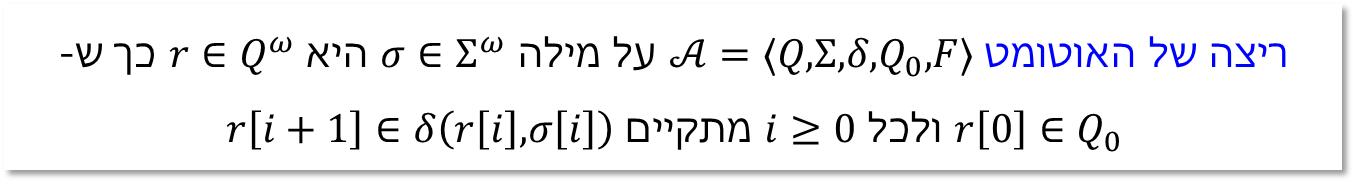 ריצה של האוטומט 𝒜 = ⟨Q,Σ,δ,Q₀,F⟩ על מילה σ ∈ Σ^ω היא r ∈ Q^ω כך ש-
r[0] ∈ Q₀ ולכל i ≥ 0 מתקיים r[i + 1] ∈ δ(r[i],σ[i])